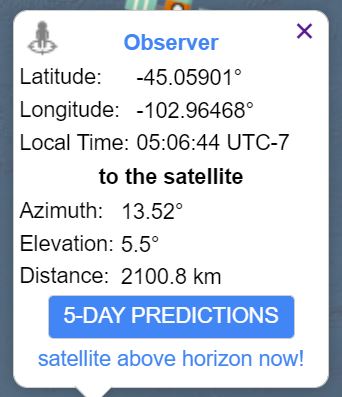 Observer
Latitude: -45.05901°
Longitude: -102.96468°
Local Time: 05:06:44 UTC-7
to the satellite
Azimuth: 13.52°
Elevation: 5.5°
Distance: 2100.8 km
5-DAY PREDICTIONS
satellite above horizon now!